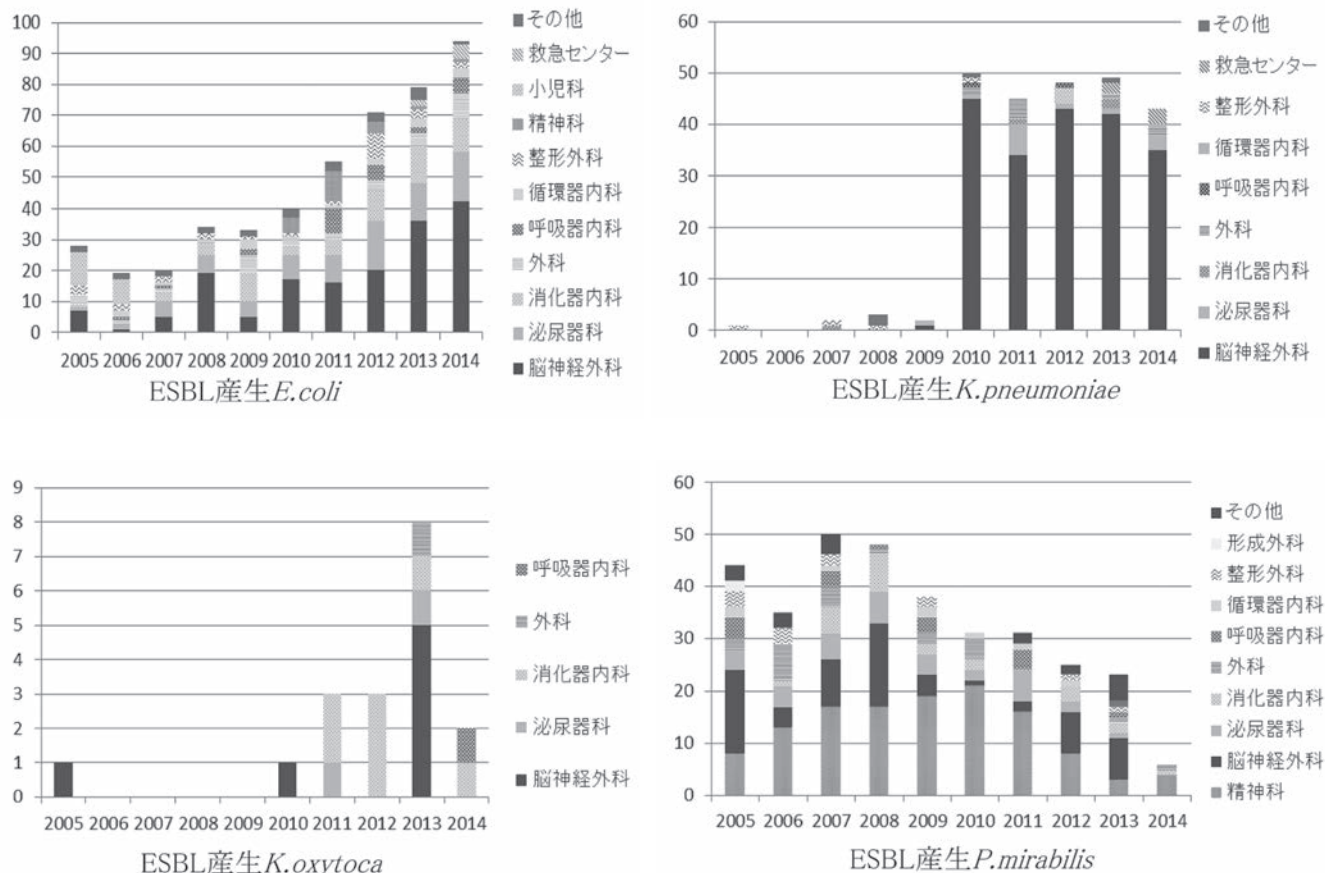 100
90
80
70
60
50
40
30
20
10
0
2005 2006 2007 2008 2009 2010 2011 2012 2013 2014
その他
救急センター
小児科
精神科
整形外科
循環器内科
呼吸器内科
外科
消化器内科
泌尿器科
脳神経外科
ESBL産生E.coli
60
50
40
30
20
10
0
2005 2006 2007 2008 2009 2010 2011 2012 2013 2014
その他
救急センター
整形外科
循環器内科
呼吸器内科
外科
消化器内科
泌尿器科
脳神経外科
ESBL産生K.pneumoniae
9
8
7
6
5
4
3
2
1
0
2005 2006 2007 2008 2009 2010 2011 2012 2013 2014
呼吸器内科
外科
消化器内科
泌尿器科
脳神経外科
ESBL産生K.oxytoca
60
50
40
30
20
10
0
2005 2006 2007 2008 2009 2010 2011 2012 2013 2014
その他
形成外科
整形外科
循環器内科
呼吸器内科
外科
消化器内科
泌尿器科
脳神経外科
精神科
ESBL産生P.mirabilis